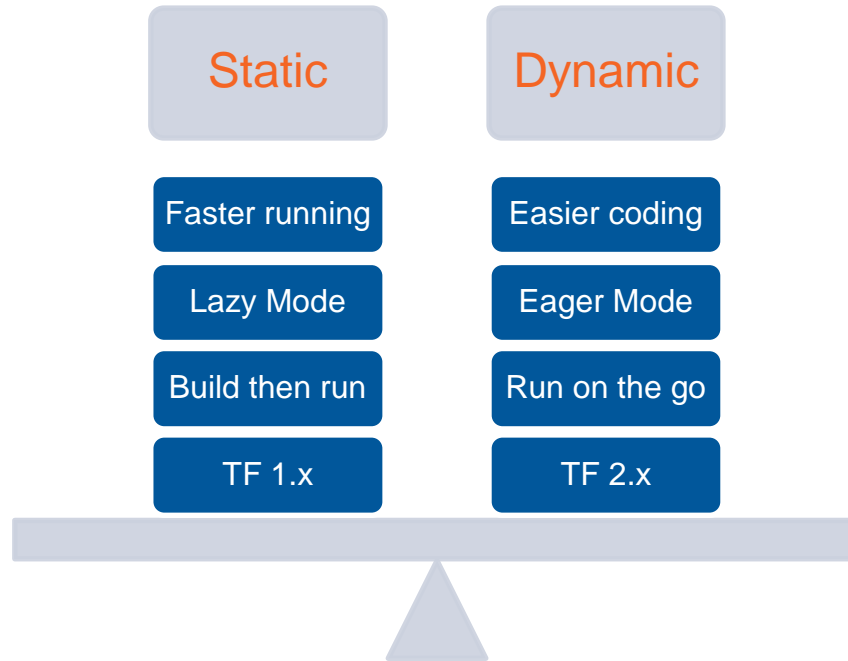 Static
Dynamic
Faster running
Easier coding
Lazy Mode
Eager Mode
Build then run
Run on the go
TF 1.x
TF 2.x